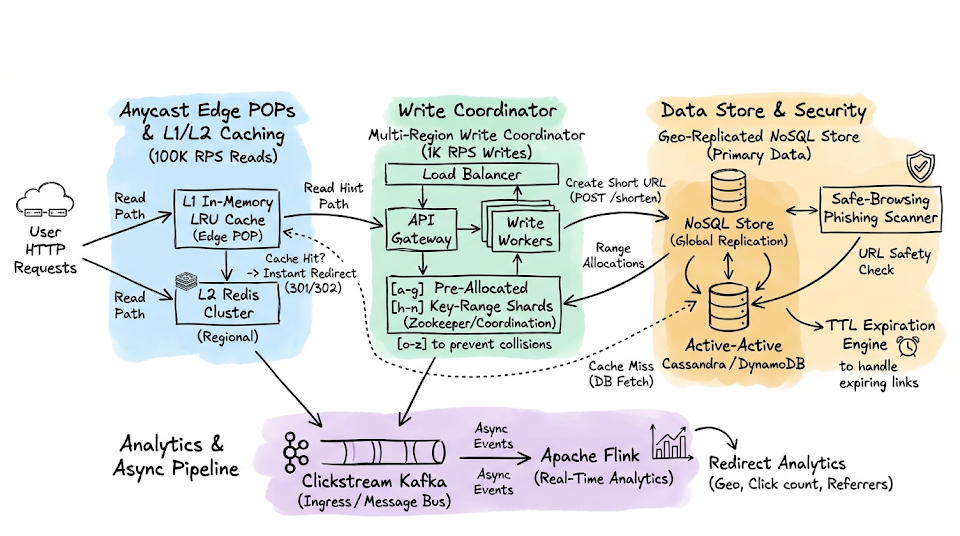 Anycast Edge POPs
& L1/L2 Caching
(100K RPS Reads)
User
HTTP
Requests
Read
Path
Read
Path
L1 In-Memory
LRU Cache
(Edge POP)
Cache Hit?
-> Instant Redirect
(301/302)
L2 Redis
Cluster
(Regional)
Read Hint
Path
Write Coordinator
Multi-Region Write Coordinator
(1K RPS Writes)
Load Balancer
API
Gateway
Write
Workers
[a-g] Pre-Allocated
[h-n] Key-Range Shards
(Zookeeper/Coordination)
[o-z] to prevent collisions
Create Short URL
(POST /shorten)
Range
Allocations
Cache Miss
(DB Fetch)
Data Store & Security
Geo-Replicated NoSQL Store
(Primary Data)
NoSQL Store
(Global Replication)
Active-Active
Cassandra/DynamoDB
Safe-Browsing
Phishing Scanner
URL Safety
Check
TTL Expiration
Engine
to handle
expiring links
Analytics &
Async Pipeline
Clickstream Kafka
(Ingress/Message Bus)
Async
Events
Async
Events
Apache Flink
(Real-Time Analytics)
Redirect Analytics
(Geo, Click count, Referrers)